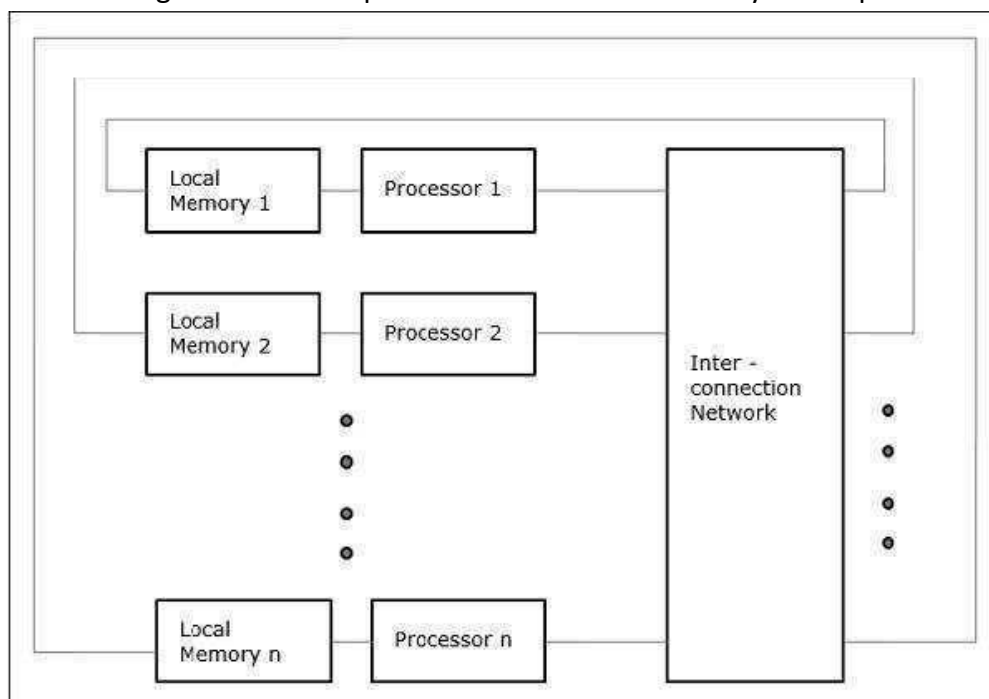 Local
Memory 1
Processor 1
Local
Memory 2
Processor 2
Inter -
connection
Network
Local
Memory n
Processor n